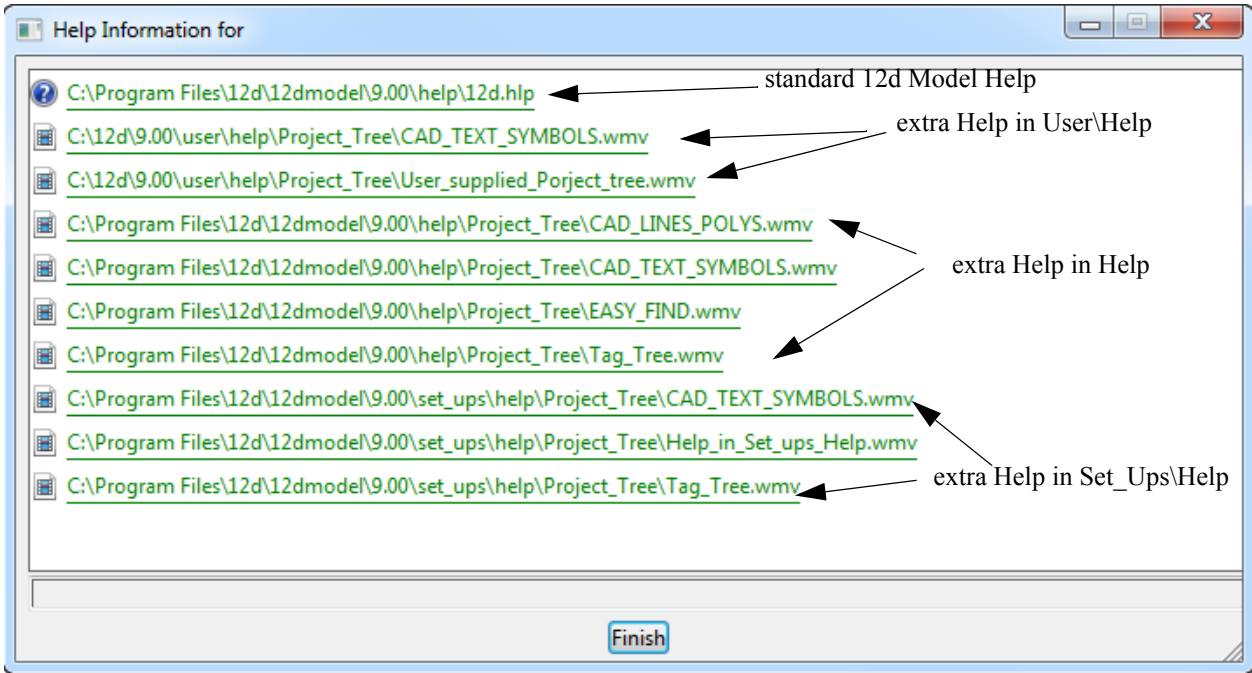 Help Information for
C:\Program Files\12d\12dmodel\9.00\help\12d.hlp
standard 12d Model Help
C:\12d\9.00\user\help\Project_Tree\CAD_TEXT_SYMBOLS.wmv
extra Help in User\Help
C:\12d\9.00\user\help\Project_Tree\User_supplied_Porject_tree.wmv
C:\Program Files\12d\12dmodel\9.00\help\Project_Tree\CAD_LINES_POLYS.wmv
C:\Program Files\12d\12dmodel\9.00\help\Project_Tree\CAD_TEXT_SYMBOLS.wmv
extra Help in Help
C:\Program Files\12d\12dmodel\9.00\help\Project_Tree\EASY_FIND.wmv
C:\Program Files\12d\12dmodel\9.00\help\Project_Tree\Tag_Tree.wmv
C:\Program Files\12d\12dmodel\9.00\set_ups\help\Project_Tree\CAD_TEXT_SYMBOLS.wmv
C:\Program Files\12d\12dmodel\9.00\set_ups\help\Project_Tree\Help_in_Set_ups_Help.wmv
C:\Program Files\12d\12dmodel\9.00\set_ups\help\Project_Tree\Tag_Tree.wmv
extra Help in Set_Ups\Help
Finish